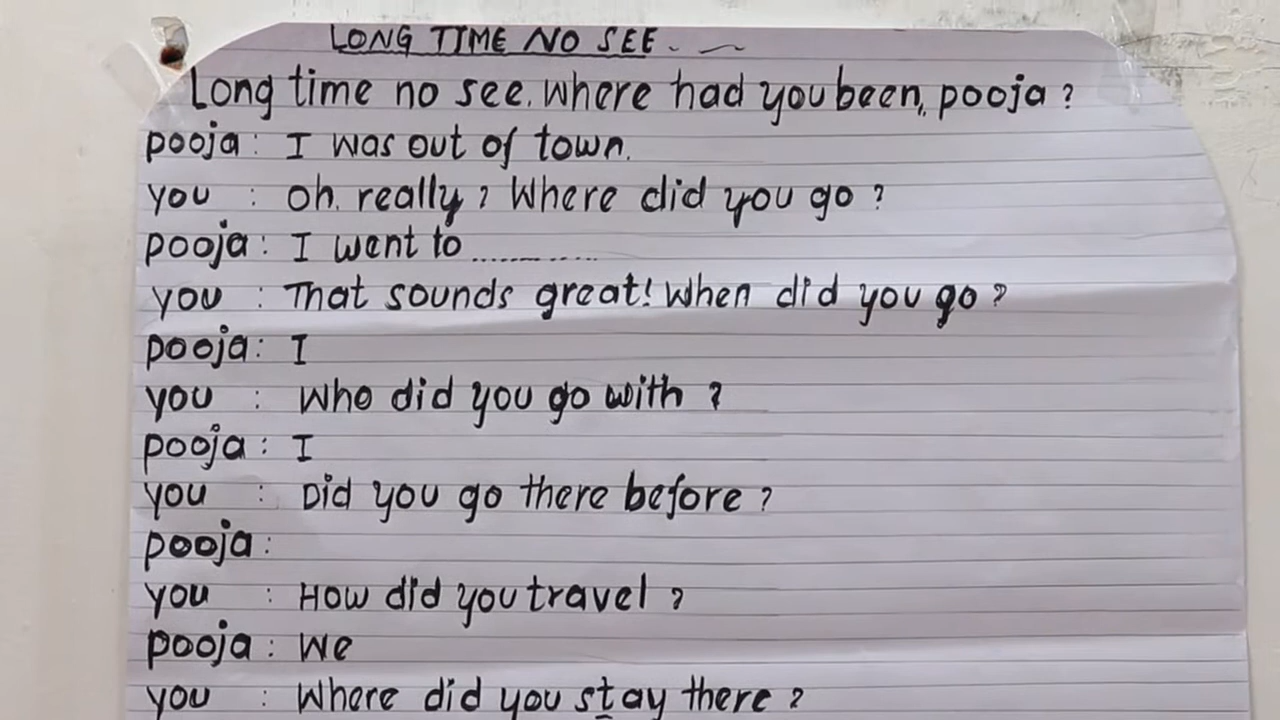 LONG TIME NO SEE.
Long time no see. Where had you been, pooja?
pooja: I was out of town.
you : oh. really? Where did you go?
pooja: I went to ............
you : That sounds great! When did you go?
pooja: I
you : Who did you go with?
pooja: I
you : Did you go there before?
pooja:
you : How did you travel?
pooja: We
you : Where did you stay there?